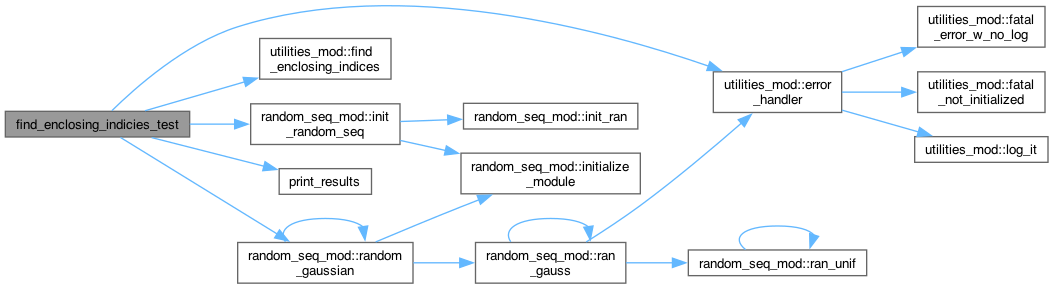 find_enclosing_indicies_test
utilities_mod::find
_enclosing_indices
random_seq_mod::init
_random_seq
print_results
random_seq_mod::random
_gaussian
random_seq_mod::init_ran
random_seq_mod::initialize
_module
random_seq_mod::ran
_gauss
utilities_mod::error
_handler
random_seq_mod::ran_unif
utilities_mod::fatal
_error_w_no_log
utilities_mod::fatal
_not_initialized
utilities_mod::log_it